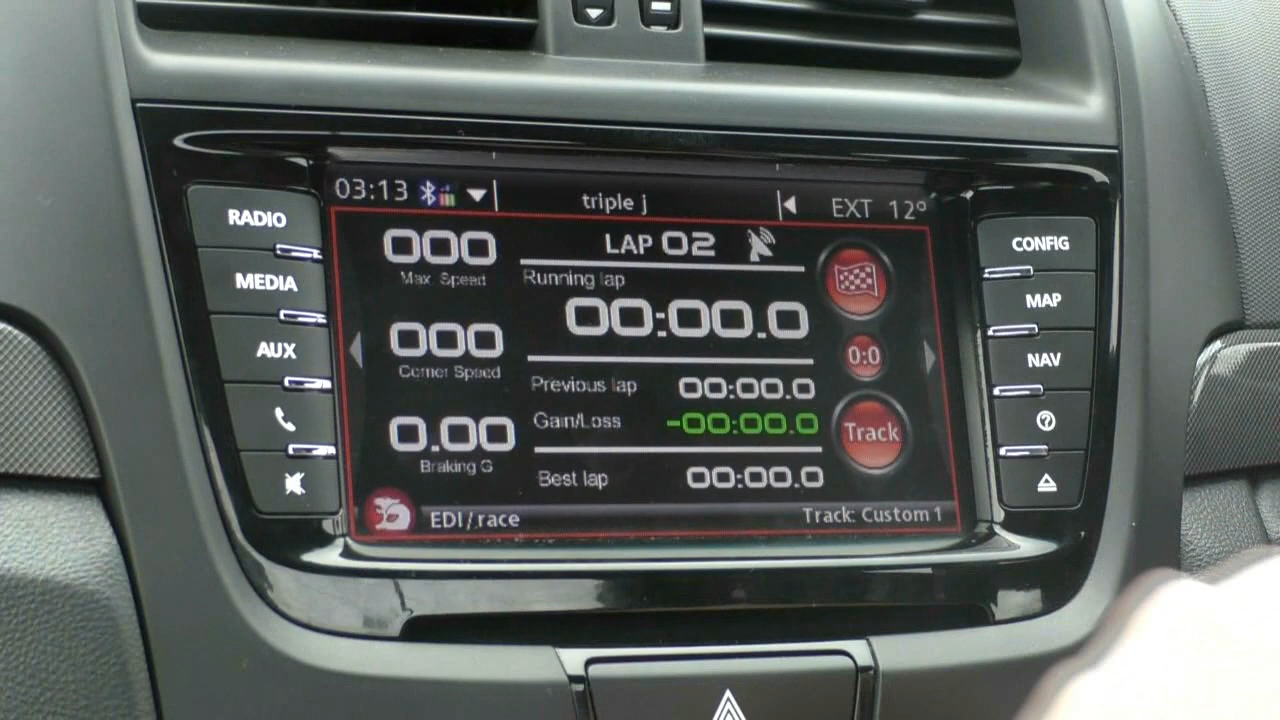 RADIO
MEDIA
AUX
03:13
triple j
EXT 12°
000
Max. Speed
000
Corner Speed
0.00
Braking G
LAP 02
Running lap
00:00.0
Previous lap 00:00.0
Gain/Loss -00:00.0
Best lap 00:00.0
0:0
Track
EDI / race
Track: Custom 1
CONFIG
MAP
NAV
?